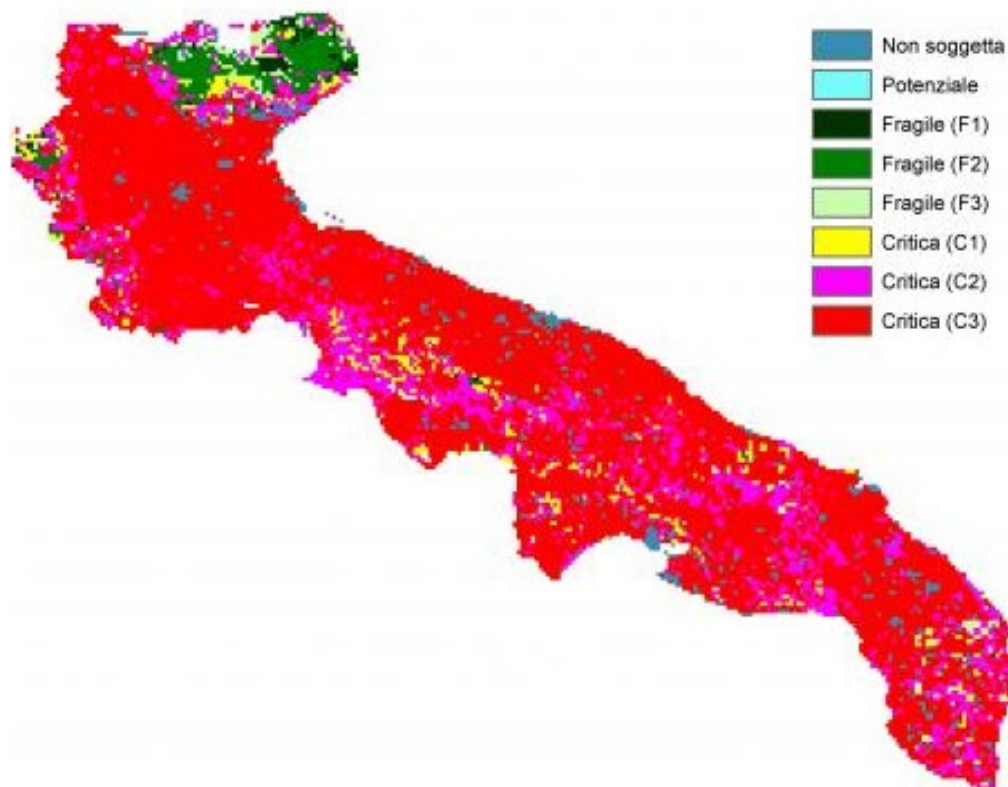 Non soggetta
Potenziale
Fragile (F1)
Fragile (F2)
Fragile (F3)
Critica (C1)
Critica (C2)
Critica (C3)